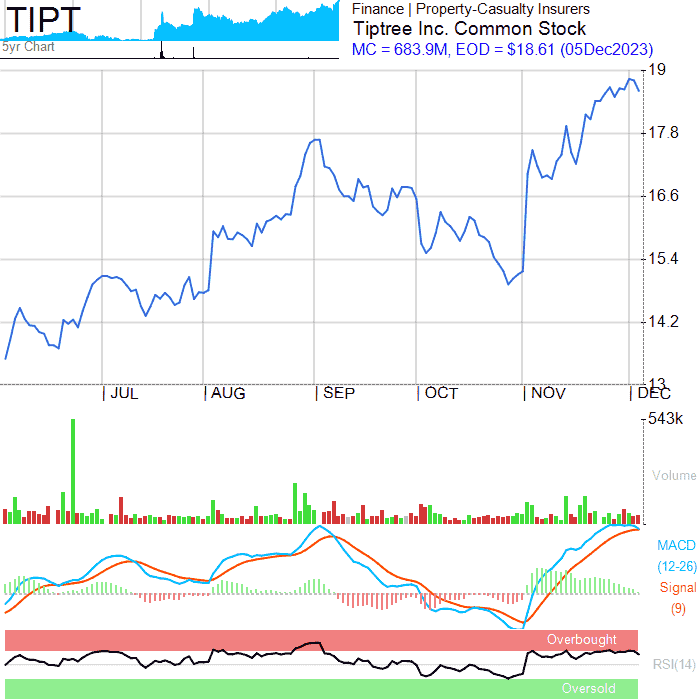 TIPT
5yr Chart
Finance | Property-Casualty Insurers
Tiptree Inc. Common Stock
MC = 683.9M, EOD = $18.61 (05Dec2023)
19
17.8
16.6
15.4
14.2
13
| JUL | AUG | SEP | OCT | NOV | DEC
543k
Volume
MACD
(12-26)
Signal
(9)
Overbought
RSI(14)
Oversold